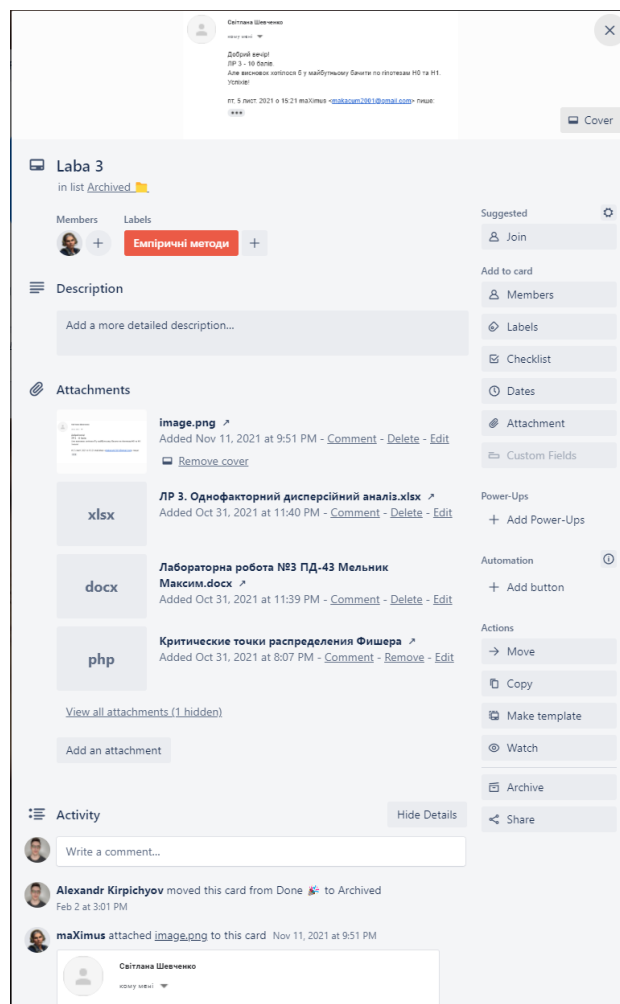 Світлана Шевченко
кому мені
Добрий вечір!
ЛР 3 - 10 балів.
Але висновок хотілося б у майбутньому бачити по гіпотезам H0 та H1.
Успіхів!
пт, 5 лист. 2021 о 15:21 maXimus <makacum2001@gmail.com> пише:
Cover
Laba 3
in list Archived
Members Labels
Емпіричні методи
Suggested
Join
Add to card
Members
Labels
Checklist
Dates
Attachment
Custom Fields
Power-Ups
+ Add Power-Ups
Automation
+ Add button
Actions
Move
Copy
Make template
Watch
Archive
Share
Description
Add a more detailed description...
Attachments
image.png ↗
Added Nov 11, 2021 at 9:51 PM - Comment - Delete - Edit
Remove cover
xlsx
ЛР 3. Однофакторний дисперсійний аналіз.xlsx ↗
Added Oct 31, 2021 at 11:40 PM - Comment - Delete - Edit
docx
Лабораторна робота №3 ПД-43 Мельник
Максим.docx ↗
Added Oct 31, 2021 at 11:39 PM - Comment - Delete - Edit
php
Критические точки распределения Фишера ↗
Added Oct 31, 2021 at 8:07 PM - Comment - Remove - Edit
View all attachments (1 hidden)
Add an attachment
Activity
Hide Details
Write a comment...
Alexandr Kirpichyov moved this card from Done 🎉 to Archived
Feb 2 at 3:01 PM
maXimus attached image.png to this card Nov 11, 2021 at 9:51 PM
Світлана Шевченко
кому мені